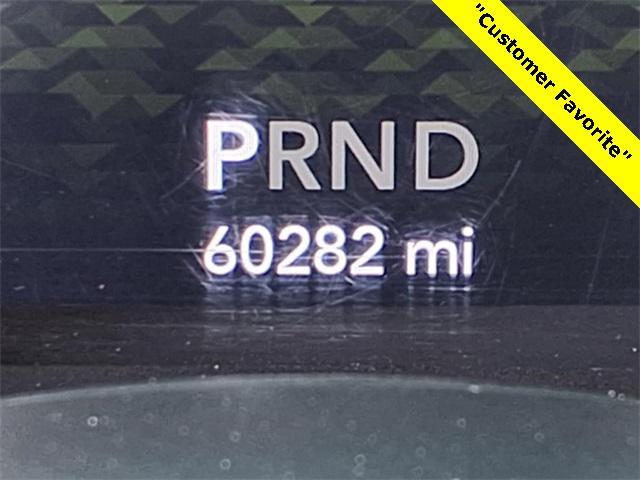 "Customer Favorite"
PRND
60282 mi